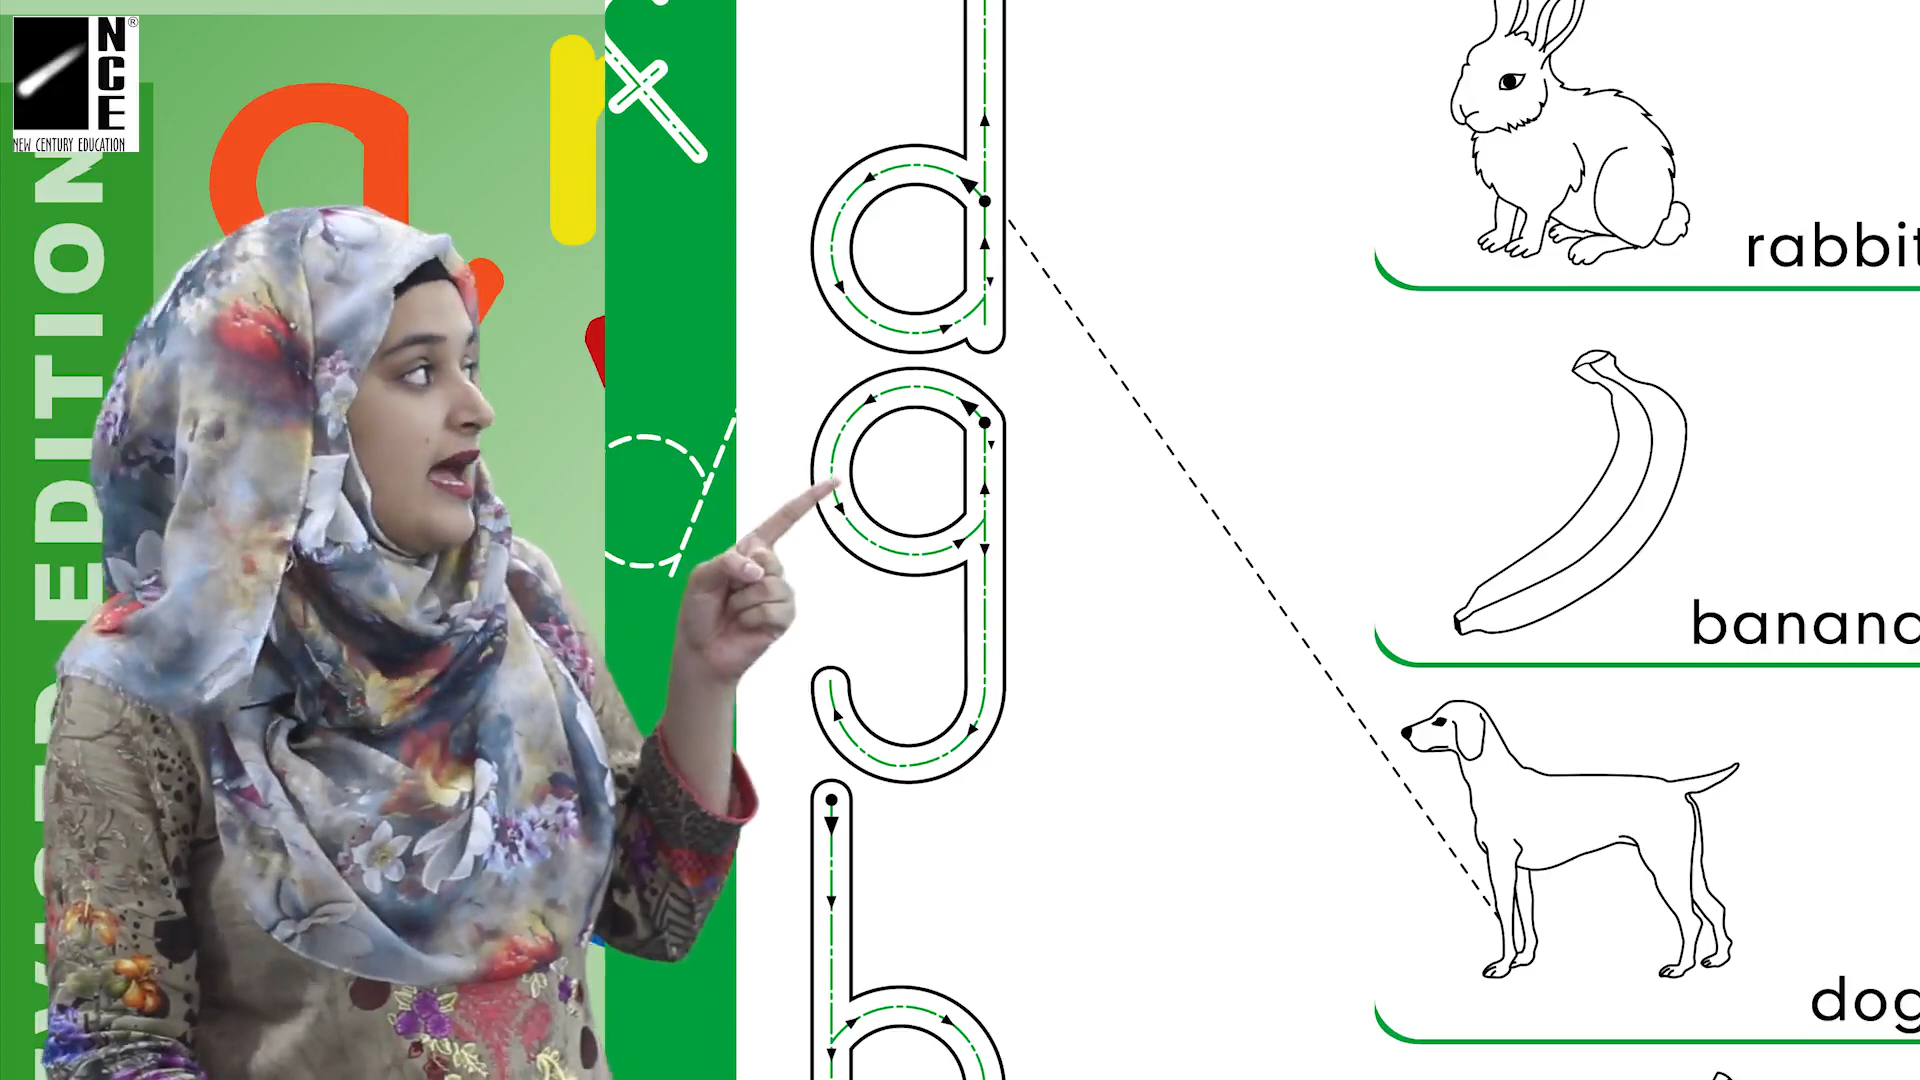 NCE®
NEW CENTURY EDUCATION
EDITION
a
d
g
h
rabbit
banana
dog